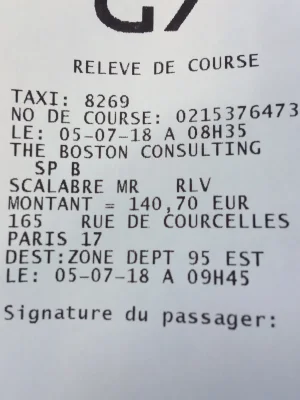 G7
RELEVE DE COURSE
TAXI: 8269
NO DE COURSE: 0215376473
LE: 05-07-18 A 08H35
THE BOSTON CONSULTING
SP B
SCALABRE MR RLV
MONTANT = 140,70 EUR
165 RUE DE COURCELLES
PARIS 17
DEST:ZONE DEPT 95 EST
LE: 05-07-18 A 09H45
Signature du passager: